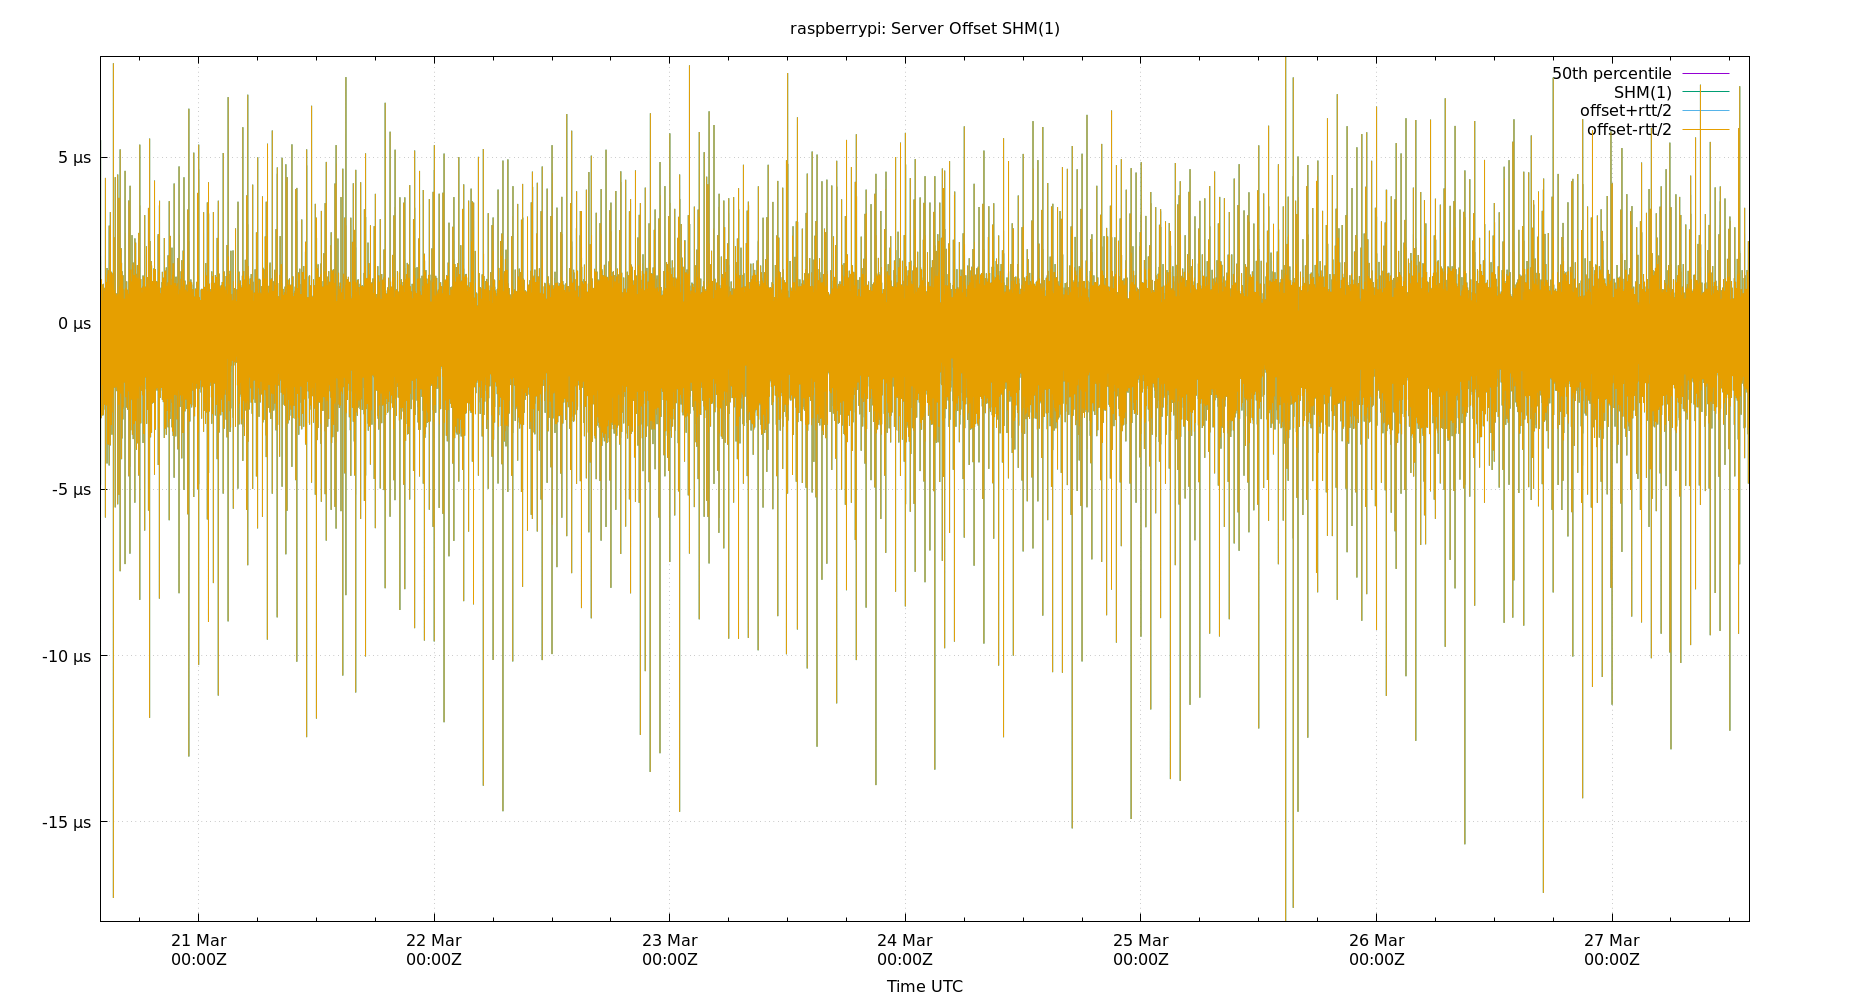 raspberrypi: Server Offset SHM(1)
50th percentile
SHM(1)
offset+rtt/2
offset-rtt/2
5 µs
0 µs
-5 µs
-10 µs
-15 µs
21 Mar
00:00Z
22 Mar
00:00Z
23 Mar
00:00Z
24 Mar
00:00Z
25 Mar
00:00Z
26 Mar
00:00Z
27 Mar
00:00Z
Time UTC